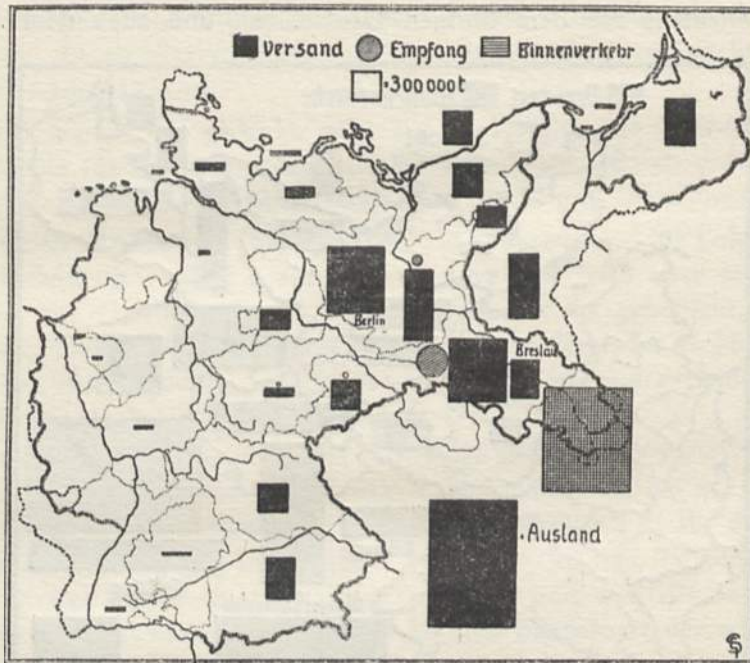 Versand Empfang Binnenverkehr
·300000t
Berlin
Breslau
·Ausland